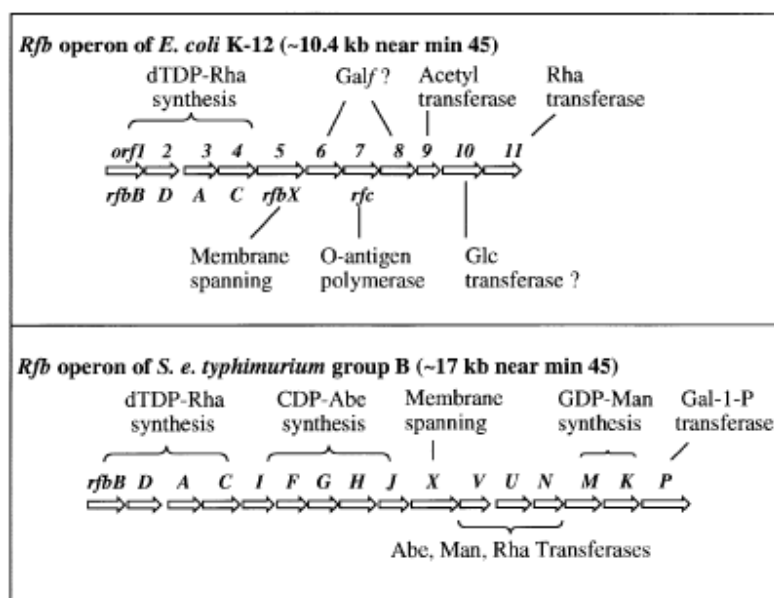 Rfb operon of E. coli K-12 (~10.4 kb near min 45)
dTDP-Rha synthesis
Galf ?
Acetyl transferase
Rha transferase
orf1 2 3 4 5 6 7 8 9 10 11
rfbB D A C rfbX rfc
Membrane spanning
O-antigen polymerase
Glc transferase ?
Rfb operon of S. e. typhimurium group B (~17 kb near min 45)
dTDP-Rha synthesis
CDP-Abe synthesis
Membrane spanning
GDP-Man synthesis
Gal-1-P transferase
rfbB D A C I F G H J X V U N M K P
Abe, Man, Rha Transferases